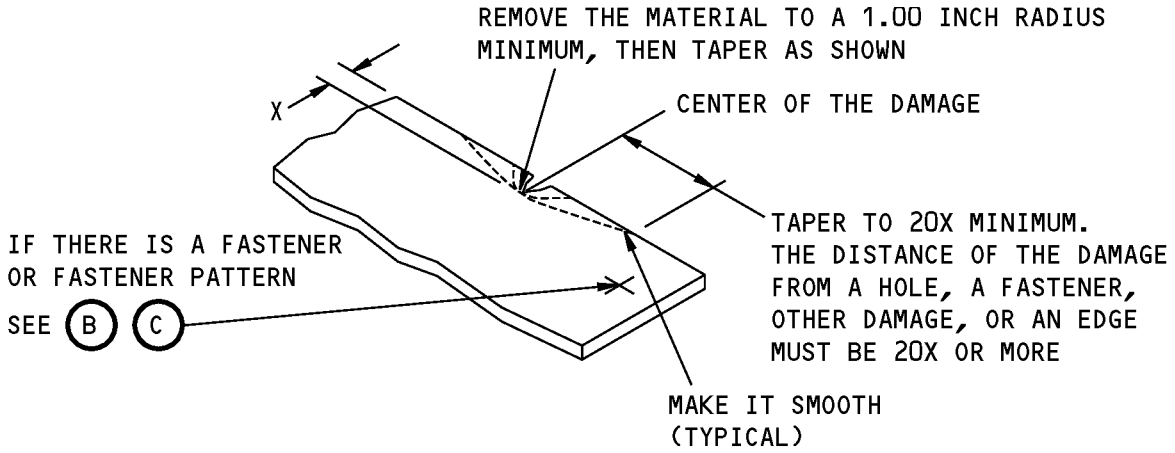 REMOVE THE MATERIAL TO A 1.00 INCH RADIUS
MINIMUM, THEN TAPER AS SHOWN
CENTER OF THE DAMAGE
X
TAPER TO 20X MINIMUM.
THE DISTANCE OF THE DAMAGE
FROM A HOLE, A FASTENER,
OTHER DAMAGE, OR AN EDGE
MUST BE 20X OR MORE
IF THERE IS A FASTENER
OR FASTENER PATTERN
SEE B C
MAKE IT SMOOTH
(TYPICAL)